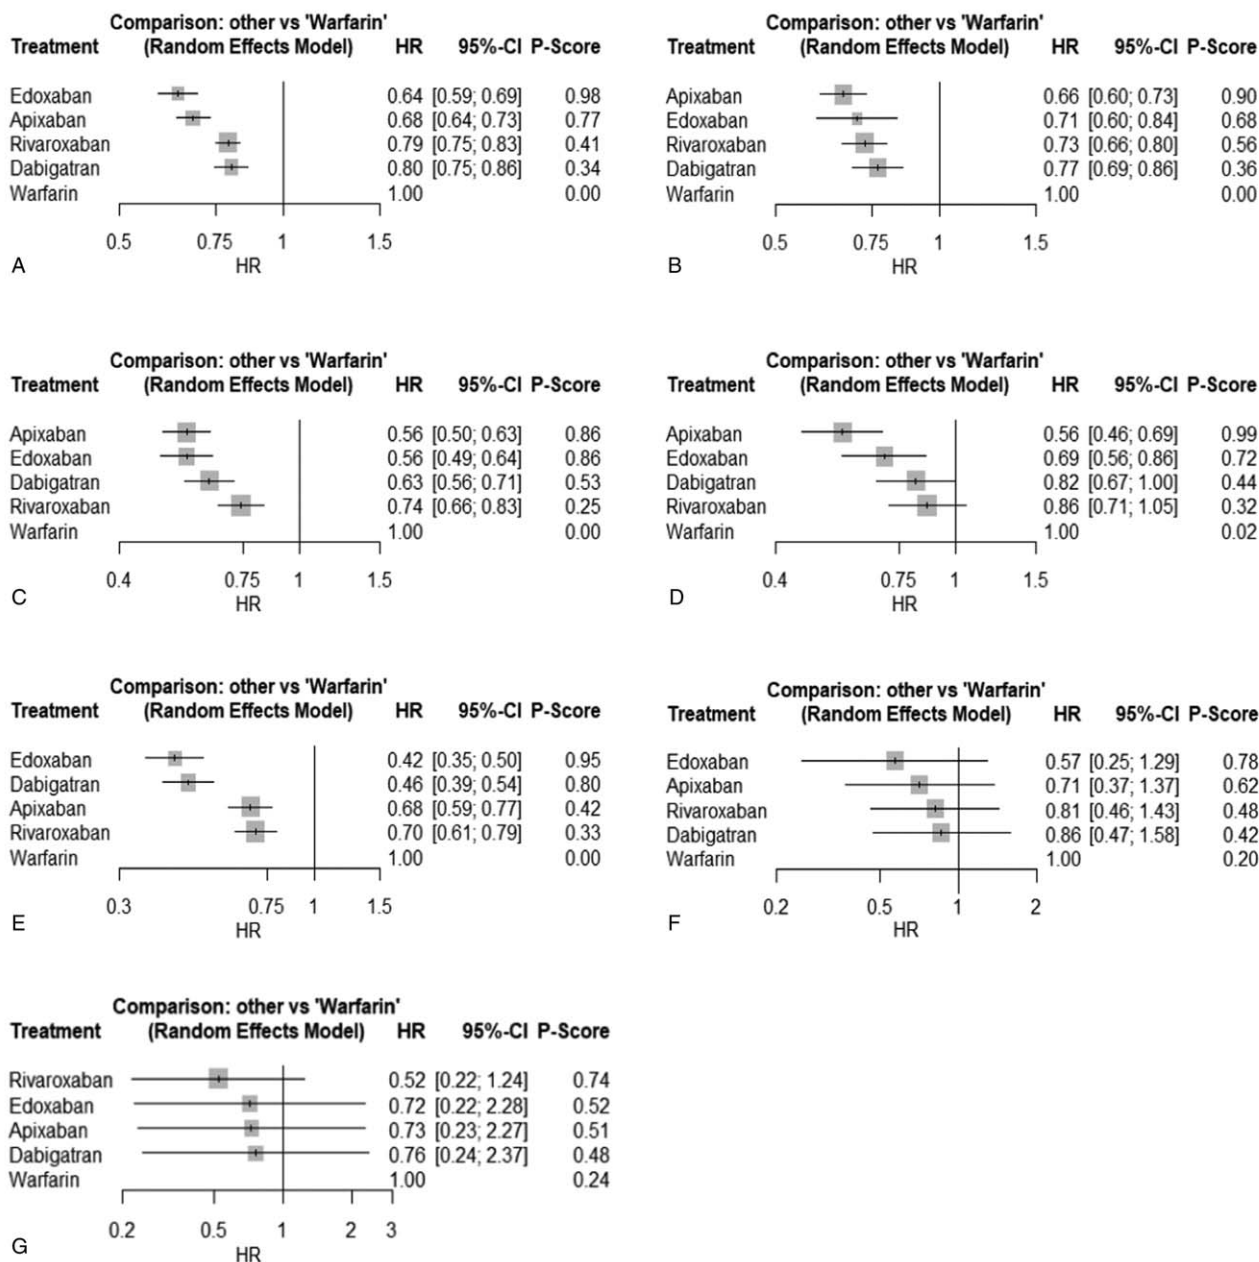 Comparison: other vs 'Warfarin'
Treatment (Random Effects Model) HR 95%-CI P-Score
Edoxaban 0.64 [0.59; 0.69] 0.98
Apixaban 0.68 [0.64; 0.73] 0.77
Rivaroxaban 0.79 [0.75; 0.83] 0.41
Dabigatran 0.80 [0.75; 0.86] 0.34
Warfarin 1.00 0.00
0.5 0.75 1 1.5
HR
A
Comparison: other vs 'Warfarin'
Treatment (Random Effects Model) HR 95%-CI P-Score
Apixaban 0.66 [0.60; 0.73] 0.90
Edoxaban 0.71 [0.60; 0.84] 0.68
Rivaroxaban 0.73 [0.66; 0.80] 0.56
Dabigatran 0.77 [0.69; 0.86] 0.36
Warfarin 1.00 0.00
0.5 0.75 1 1.5
HR
B
Comparison: other vs 'Warfarin'
Treatment (Random Effects Model) HR 95%-CI P-Score
Apixaban 0.56 [0.50; 0.63] 0.86
Edoxaban 0.56 [0.49; 0.64] 0.86
Dabigatran 0.63 [0.56; 0.71] 0.53
Rivaroxaban 0.74 [0.66; 0.83] 0.25
Warfarin 1.00 0.00
0.4 0.75 1 1.5
HR
C
Comparison: other vs 'Warfarin'
Treatment (Random Effects Model) HR 95%-CI P-Score
Apixaban 0.56 [0.46; 0.69] 0.99
Edoxaban 0.69 [0.56; 0.86] 0.72
Dabigatran 0.82 [0.67; 1.00] 0.44
Rivaroxaban 0.86 [0.71; 1.05] 0.32
Warfarin 1.00 0.02
0.4 0.75 1 1.5
HR
D
Comparison: other vs 'Warfarin'
Treatment (Random Effects Model) HR 95%-CI P-Score
Edoxaban 0.42 [0.35; 0.50] 0.95
Dabigatran 0.46 [0.39; 0.54] 0.80
Apixaban 0.68 [0.59; 0.77] 0.42
Rivaroxaban 0.70 [0.61; 0.79] 0.33
Warfarin 1.00 0.00
0.3 0.75 1 1.5
HR
E
Comparison: other vs 'Warfarin'
Treatment (Random Effects Model) HR 95%-CI P-Score
Edoxaban 0.57 [0.25; 1.29] 0.78
Apixaban 0.71 [0.37; 1.37] 0.62
Rivaroxaban 0.81 [0.46; 1.43] 0.48
Dabigatran 0.86 [0.47; 1.58] 0.42
Warfarin 1.00 0.20
0.2 0.5 1 2
HR
F
Comparison: other vs 'Warfarin'
Treatment (Random Effects Model) HR 95%-CI P-Score
Rivaroxaban 0.52 [0.22; 1.24] 0.74
Edoxaban 0.72 [0.22; 2.28] 0.52
Apixaban 0.73 [0.23; 2.27] 0.51
Dabigatran 0.76 [0.24; 2.37] 0.48
Warfarin 1.00 0.24
0.2 0.5 1 2 3
HR
G